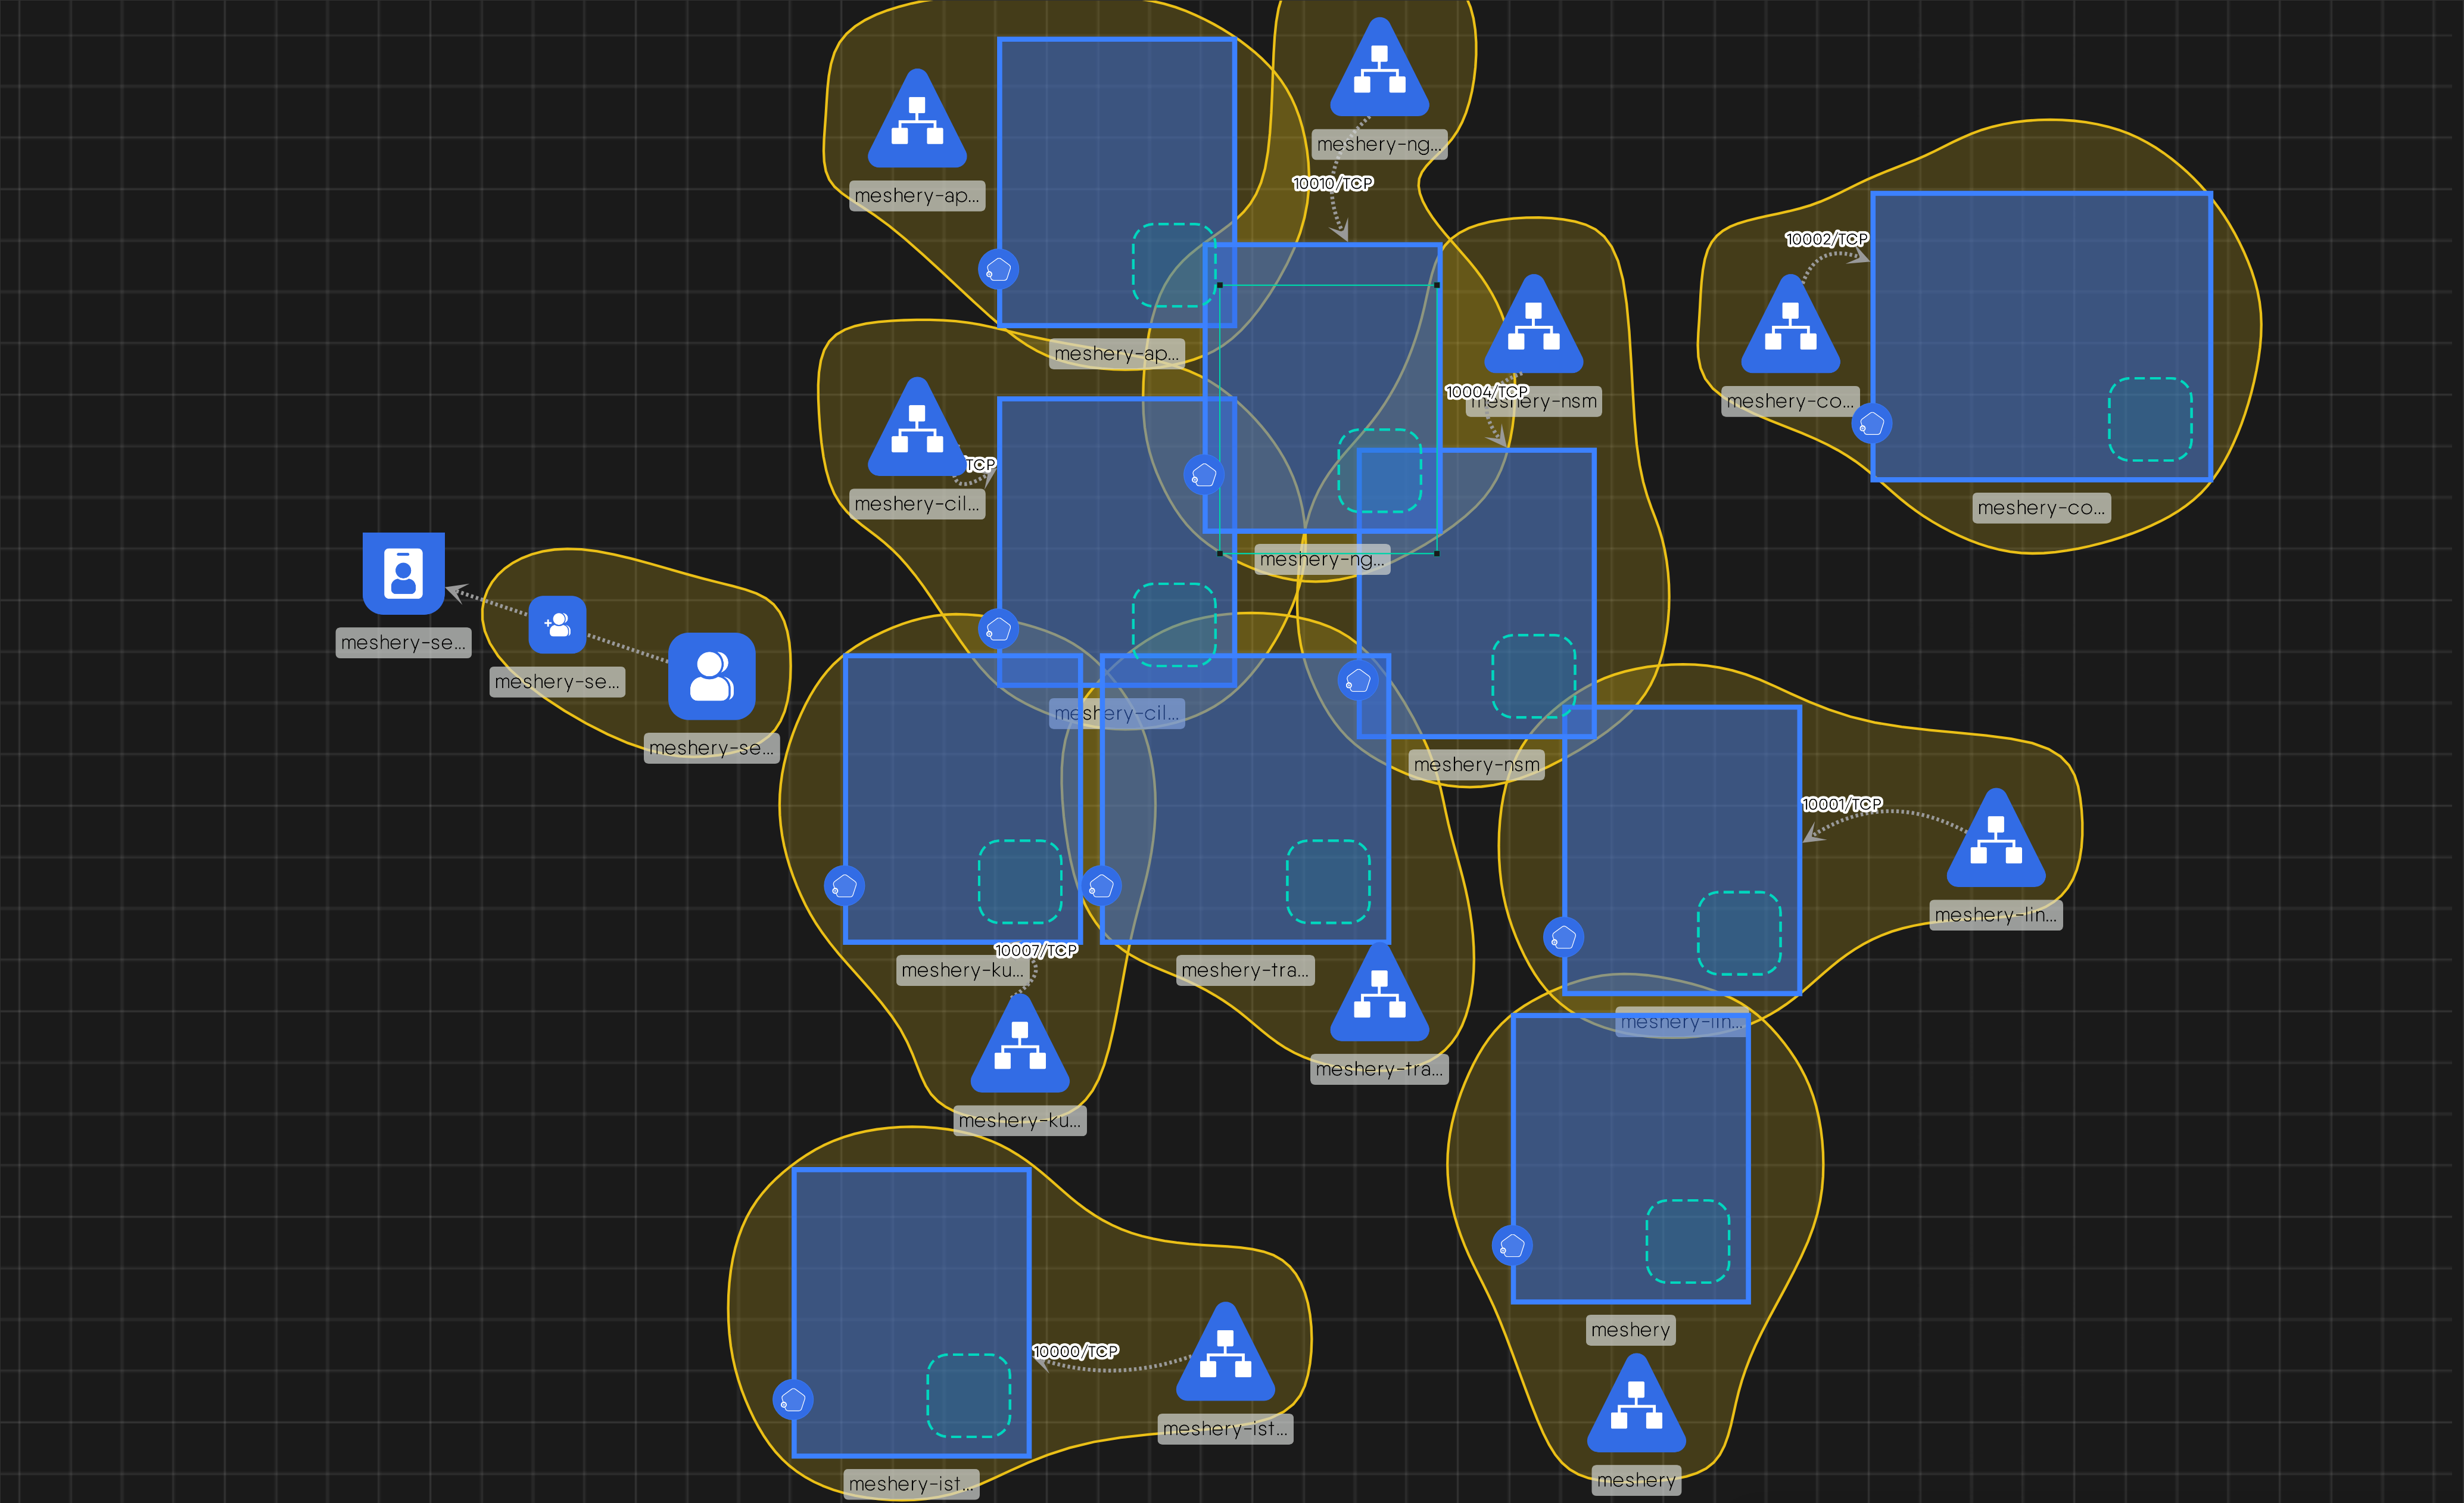 meshery-ng...
meshery-ap...
10010/TCP
10002/TCP
meshery-ap...
10004/TCP
meshery-nsm
meshery-co...
TCP
meshery-cil...
meshery-co...
meshery-ng...
meshery-se...
meshery-se...
meshery-cil...
meshery-se...
meshery-nsm
10001/TCP
meshery-lin...
10007/TCP
meshery-ku...
meshery-tra...
meshery-lin...
meshery-tra...
meshery-ku...
meshery
10000/TCP
meshery-ist...
meshery
meshery-ist...